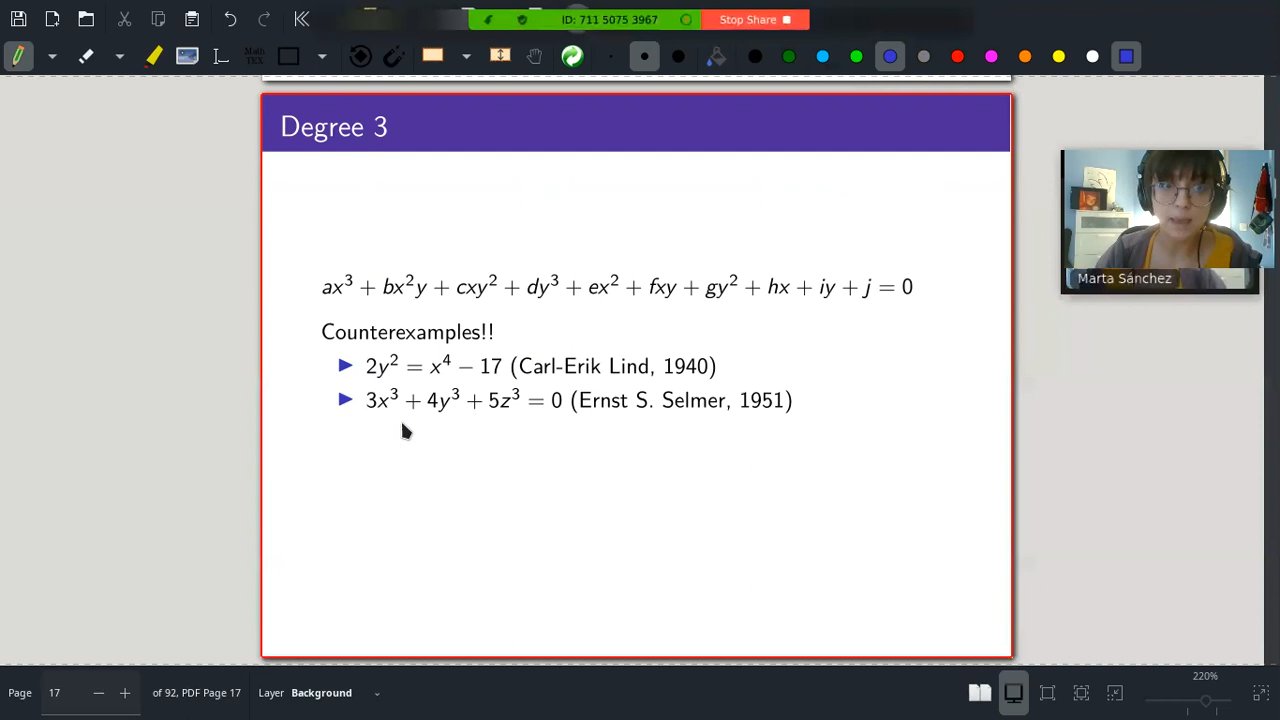 ID: 711 5075 3967
Stop Share
Math
TEX
Degree 3
ax³ + bx²y + cxy² + dy³ + ex² + fxy + gy² + hx + iy + j = 0
Counterexamples!!
▶ 2y² = x⁴ − 17 (Carl-Erik Lind, 1940)
▶ 3x³ + 4y³ + 5z³ = 0 (Ernst S. Selmer, 1951)
Marta Sánchez
Page 17 of 92, PDF Page 17 Layer Background
220%